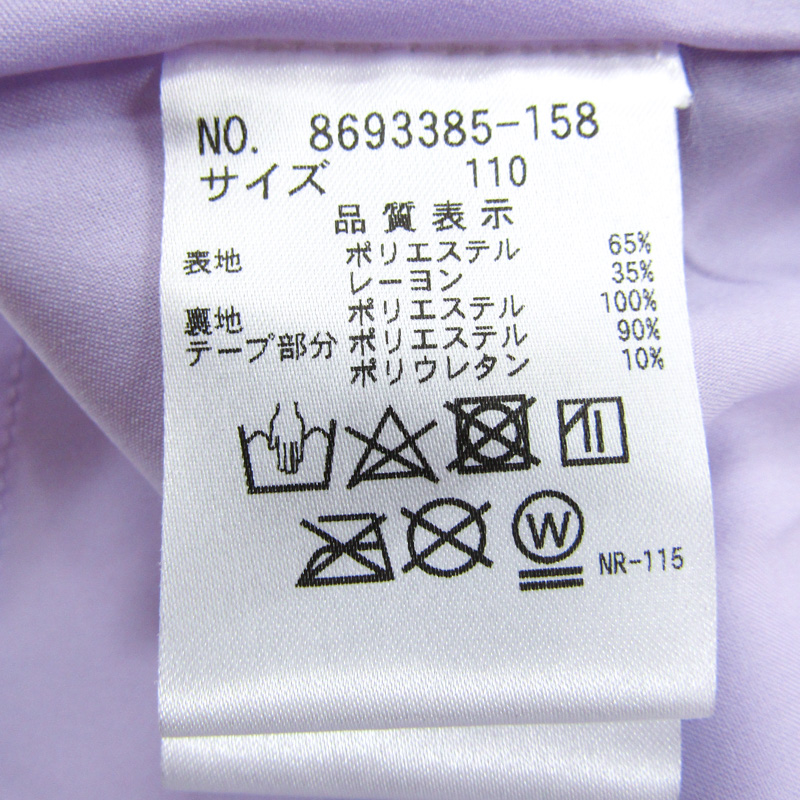 NO. 8693385-158
サイズ 110
品質表示
表地 ポリエステル 65%
レーヨン 35%
裏地 ポリエステル 100%
テープ部分 ポリエステル 90%
ポリウレタン 10%
W
NR-115